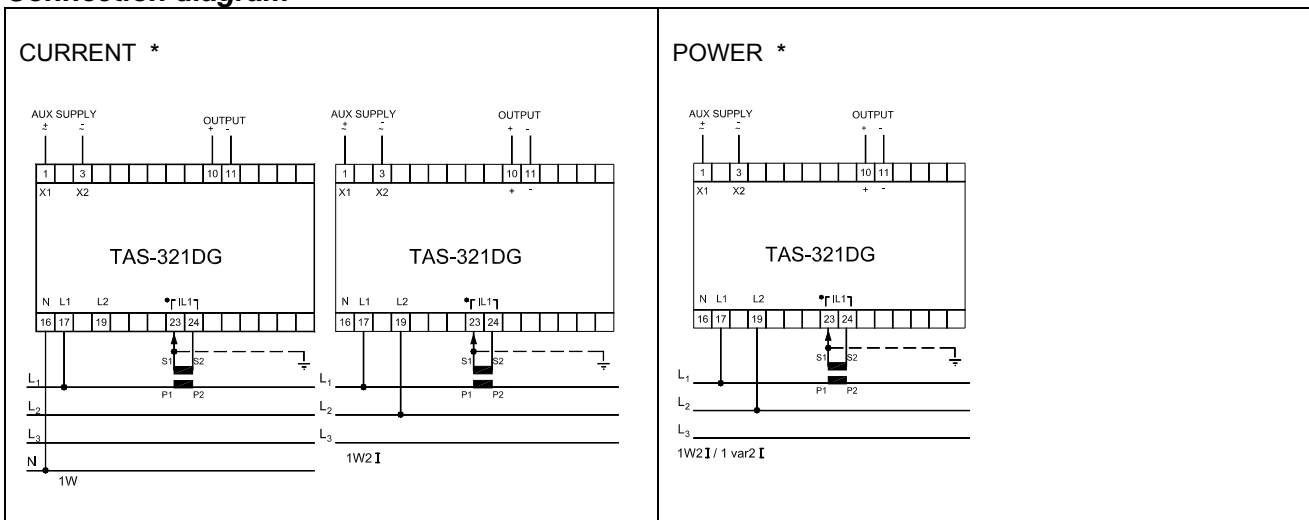 Connection diagram
CURRENT *
AUX SUPPLY
± ~ - ~
OUTPUT
+ -
1 3 10 11
X1 X2
TAS-321DG
N L1 L2 IL1
16 17 19 23 24
S1 S2
L1
P1 P2
L2
L3
N
1W
AUX SUPPLY
± ~ - ~
OUTPUT
+ -
1 3 10 11
X1 X2 + -
TAS-321DG
N L1 L2 IL1
16 17 19 23 24
S1 S2
L1
P1 P2
L2
L3
1W2 I
POWER *
AUX SUPPLY
± ~ - ~
OUTPUT
+ -
1 3 10 11
X1 X2 + -
TAS-321DG
N L1 L2 IL1
16 17 19 23 24
S1 S2
L1
P1 P2
L2
L3
1W2 I / 1 var2 I